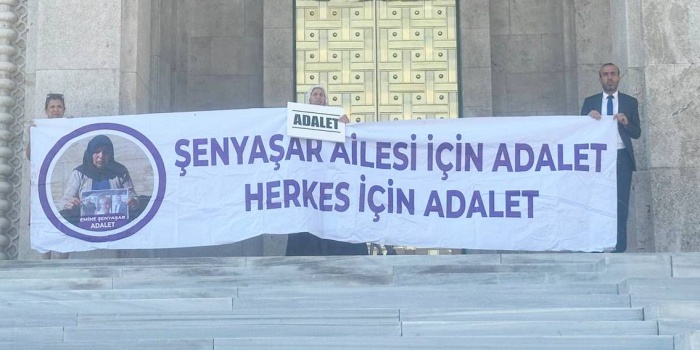 ADALET
ŞENYAŞAR AİLESİ İÇİN ADALET
HERKES İÇİN ADALET
EMİNE ŞENYAŞAR
ADALET